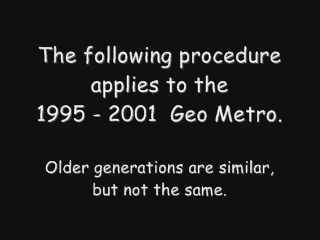 The following procedure
applies to the
1995 - 2001  Geo Metro.
Older generations are similar,
but not the same.